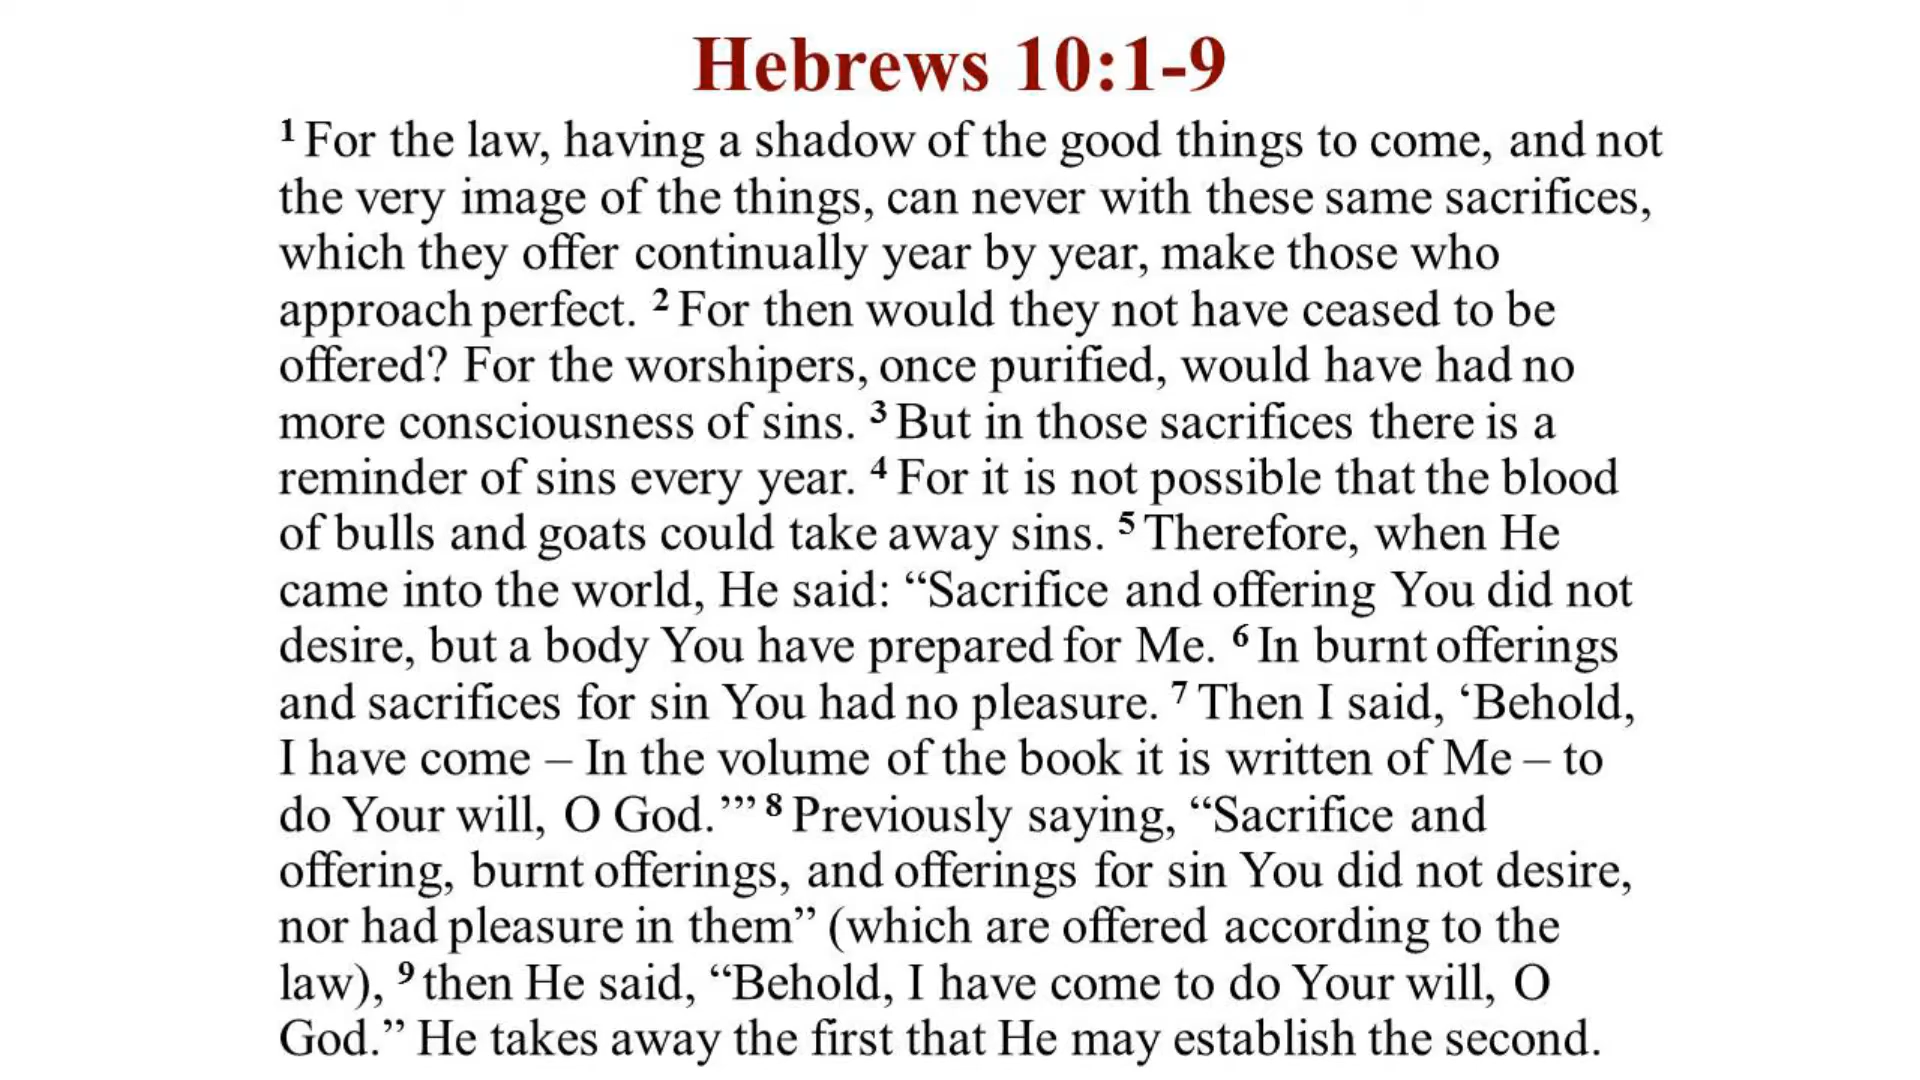 Hebrews 10:1-9
1 For the law, having a shadow of the good things to come, and not
the very image of the things, can never with these same sacrifices,
which they offer continually year by year, make those who
approach perfect. 2 For then would they not have ceased to be
offered? For the worshipers, once purified, would have had no
more consciousness of sins. 3 But in those sacrifices there is a
reminder of sins every year. 4 For it is not possible that the blood
of bulls and goats could take away sins. 5 Therefore, when He
came into the world, He said: “Sacrifice and offering You did not
desire, but a body You have prepared for Me. 6 In burnt offerings
and sacrifices for sin You had no pleasure. 7 Then I said, ‘Behold,
I have come – In the volume of the book it is written of Me – to
do Your will, O God.’” 8 Previously saying, “Sacrifice and
offering, burnt offerings, and offerings for sin You did not desire,
nor had pleasure in them” (which are offered according to the
law), 9 then He said, “Behold, I have come to do Your will, O
God.” He takes away the first that He may establish the second.